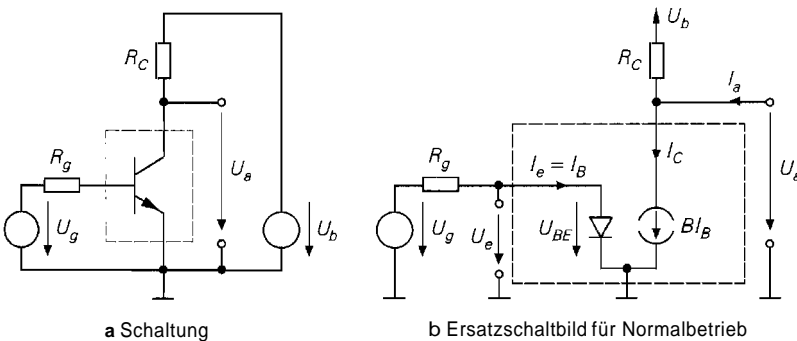 R_C
R_g
U_g
U_a
U_b
a Schaltung
U_b
R_C
I_a
R_g
I_e = I_B
I_C
U_g
U_e
U_BE
BI_B
U_a
b Ersatzschaltbild für Normalbetrieb